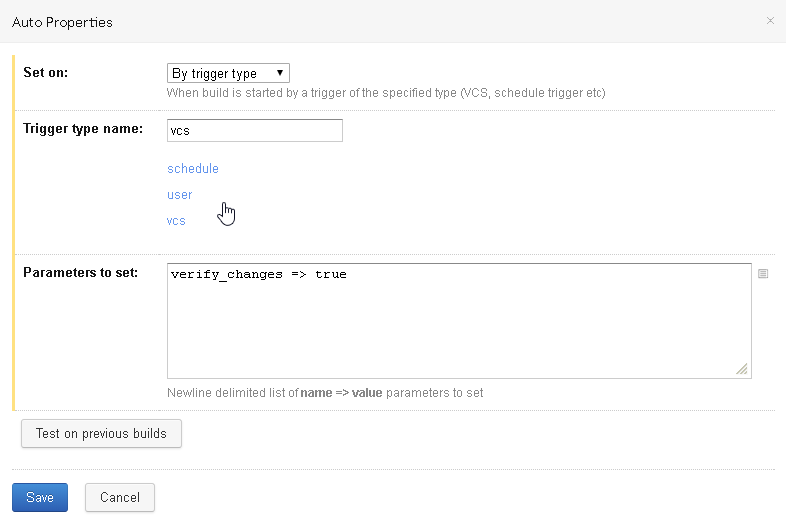 Auto Properties
Set on:
By trigger type
When build is started by a trigger of the specified type (VCS, schedule trigger etc)
Trigger type name:
vcs
schedule
user
vcs
Parameters to set:
verify_changes => true
Newline delimited list of name => value parameters to set
Test on previous builds
Save
Cancel